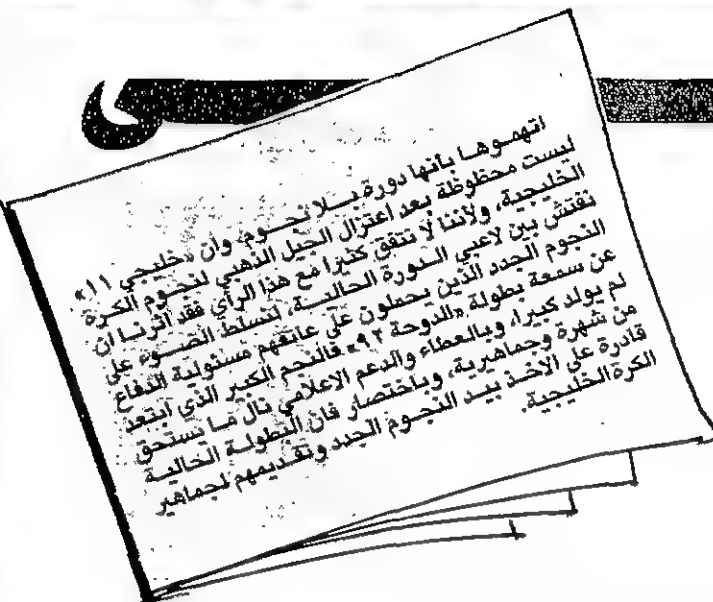 اتهموها بأنها دورة بلا نجوم، وأن «خليجي ١١»
ليست محظوظة بعد اعتزال الجيل الذهبي لنجوم الكرة
الخليجية، ولأننا لا نتفق كثيرا مع هذا الرأي فقد آثرنا ان
نفتش بين لاعبي الدورة الحالية، لنسلط الضوء على
النجوم الجدد الذين يحملون على عاتقهم مسئولية الدفاع
عن سمعة بطولة «الدوحة ٩٢» فالنجم الكبير الذي ابتعد
لم يولد كبيرا، وبالعطاء والدعم الاعلامي نال ما يستحق
من شهرة وجماهيرية، وباختصار فان البطولة الحالية
قادرة على الأخذ بيد النجوم الجدد وتقديمهم لجماهير
الكرة الخليجية.